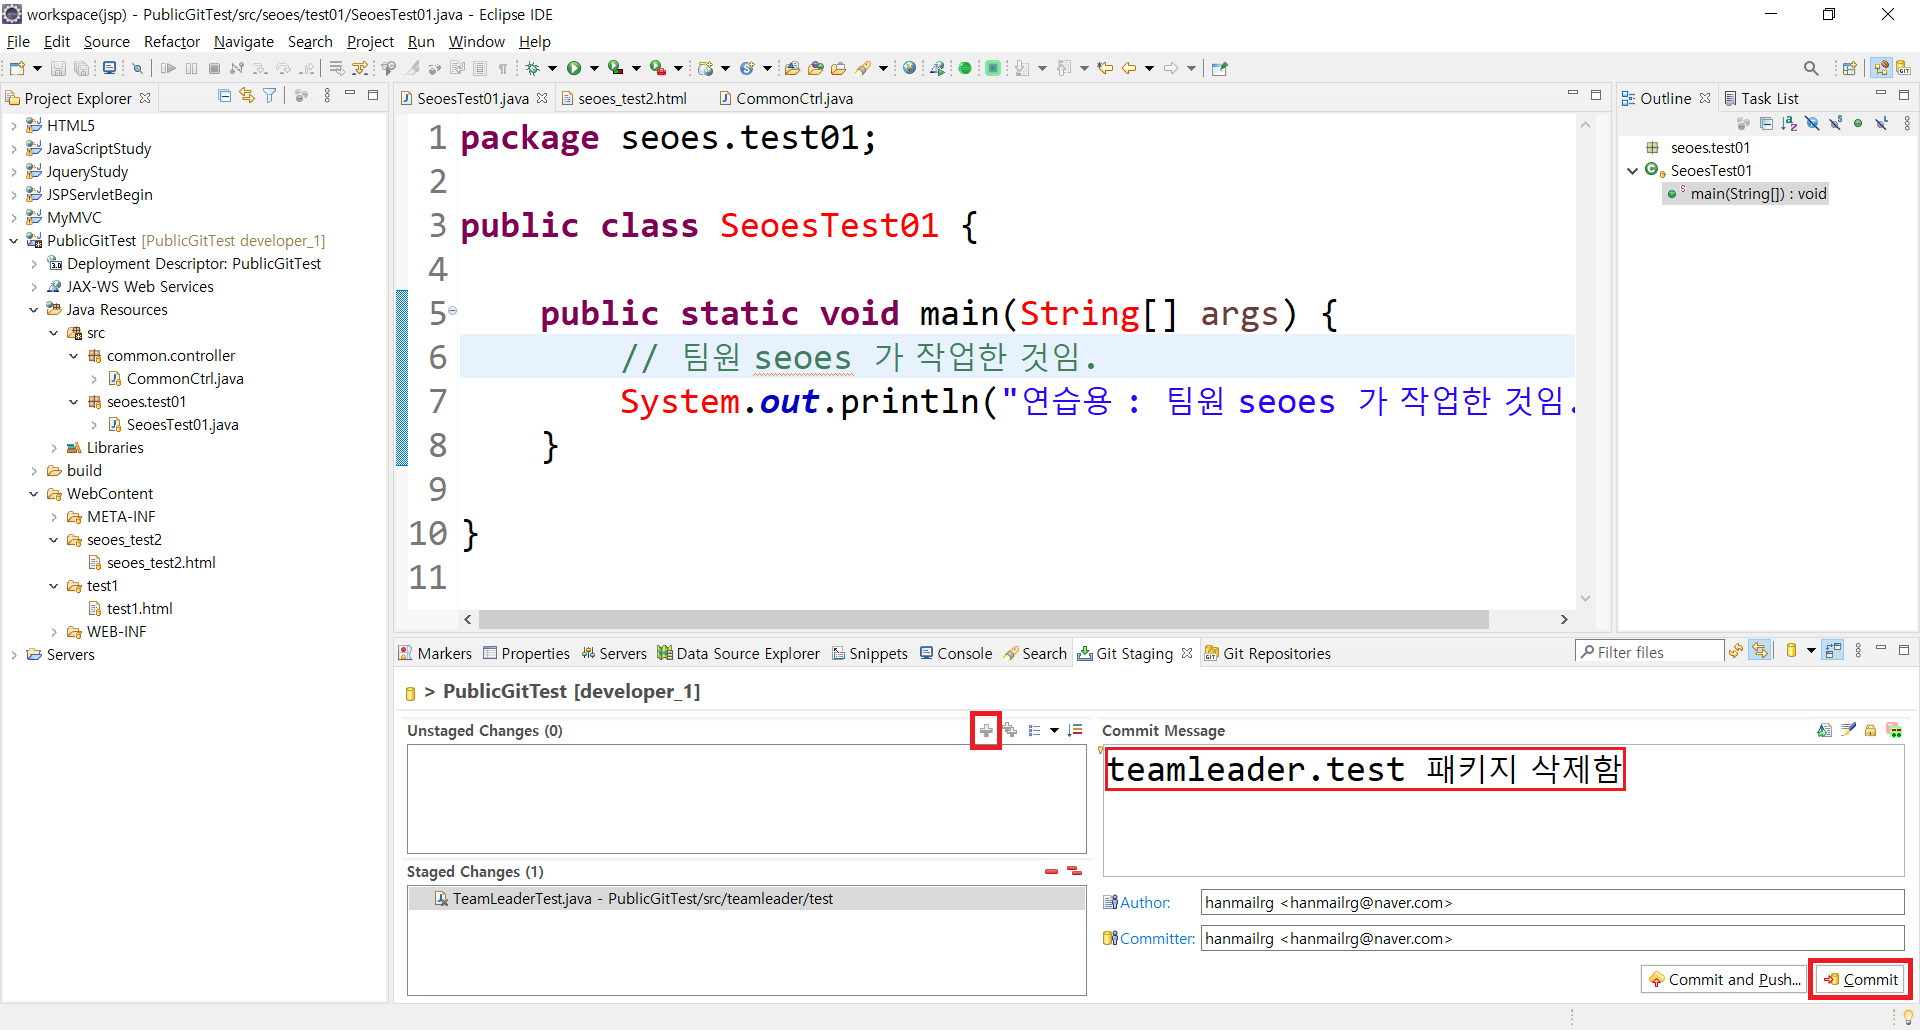 workspace(jsp) - PublicGitTest/src/seoes/test01/SeoesTest01.java - Eclipse IDE
File Edit Source Refactor Navigate Search Project Run Window Help
Project Explorer
HTML5
JavaScriptStudy
JqueryStudy
JSPServletBegin
MyMVC
PublicGitTest [PublicGitTest developer_1]
Deployment Descriptor: PublicGitTest
JAX-WS Web Services
Java Resources
src
common.controller
CommonCtrl.java
seoes.test01
SeoesTest01.java
Libraries
build
WebContent
META-INF
seoes_test2
seoes_test2.html
test1
test1.html
WEB-INF
Servers
SeoesTest01.java seoes_test2.html CommonCtrl.java
1 package seoes.test01;
2
3 public class SeoesTest01 {
4
5 public static void main(String[] args) {
6 // 팀원 seoes 가 작업한 것임.
7 System.out.println("연습용 : 팀원 seoes 가 작업한 것임.
8 }
9
10 }
11
Outline Task List
seoes.test01
SeoesTest01
main(String[]) : void
Markers Properties Servers Data Source Explorer Snippets Console Search Git Staging Git Repositories
Filter files
> PublicGitTest [developer_1]
Unstaged Changes (0)
Staged Changes (1)
TeamLeaderTest.java - PublicGitTest/src/teamleader/test
Commit Message
teamleader.test 패키지 삭제함
Author: hanmailrg <hanmailrg@naver.com>
Committer: hanmailrg <hanmailrg@naver.com>
Commit and Push... Commit